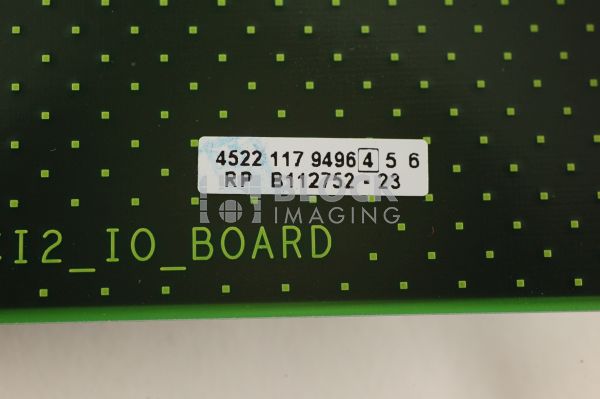 4522 117 9496 4 5 6
RP B112752-23
BLOCK
IMAGING
I2_IO_BOARD